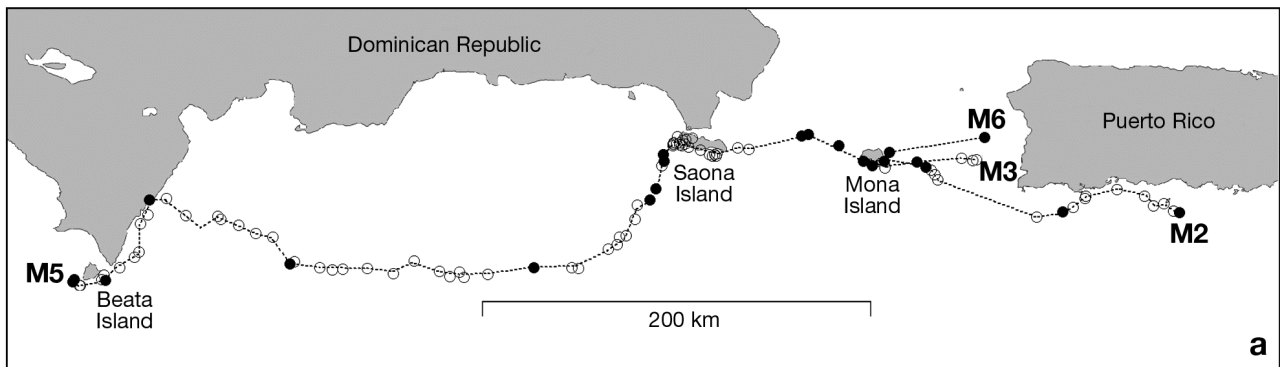 Dominican Republic
M6
Puerto Rico
M3
Saona
Island
Mona
Island
M2
M5
Beata
Island
200 km
a